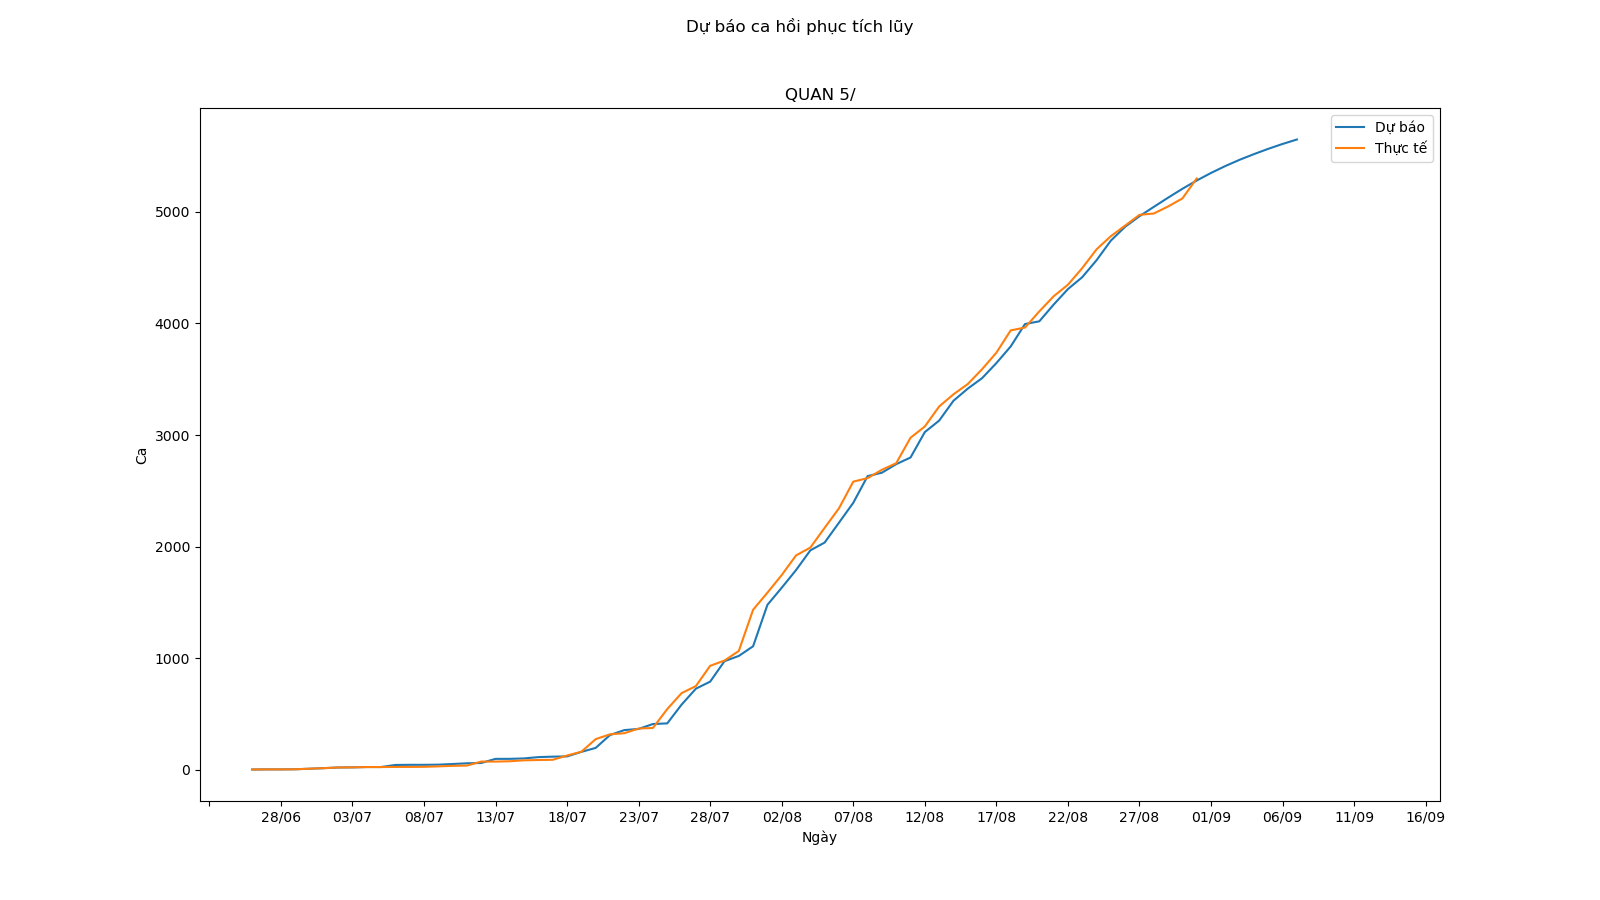 Dự báo ca hồi phục tích lũy
QUAN 5/
Dự báo
Thực tế
5000
4000
3000
2000
1000
0
Ca
28/06 03/07 08/07 13/07 18/07 23/07 28/07 02/08 07/08 12/08 17/08 22/08 27/08 01/09 06/09 11/09 16/09
Ngày